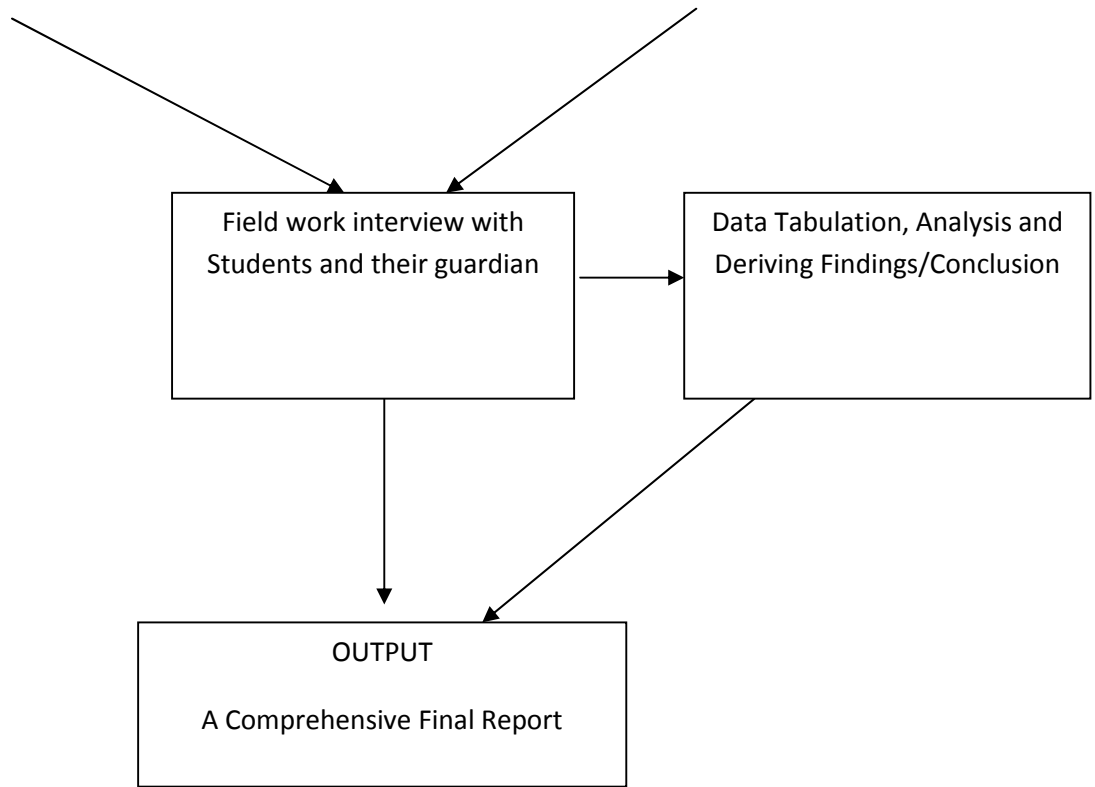 Field work interview with
Students and their guardian
Data Tabulation, Analysis and
Deriving Findings/Conclusion
OUTPUT
A Comprehensive Final Report